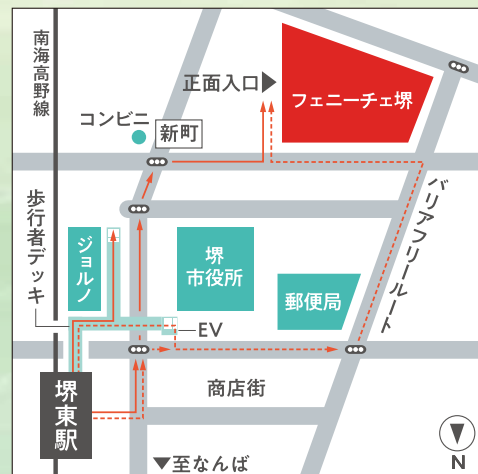 南海高野線
正面入口▶
フェニーチェ堺
コンビニ
新町
歩行者デッキ
ジョルノ
堺
市役所
郵便局
バリアフリールート
EV
堺東駅
商店街
▼至なんば
N